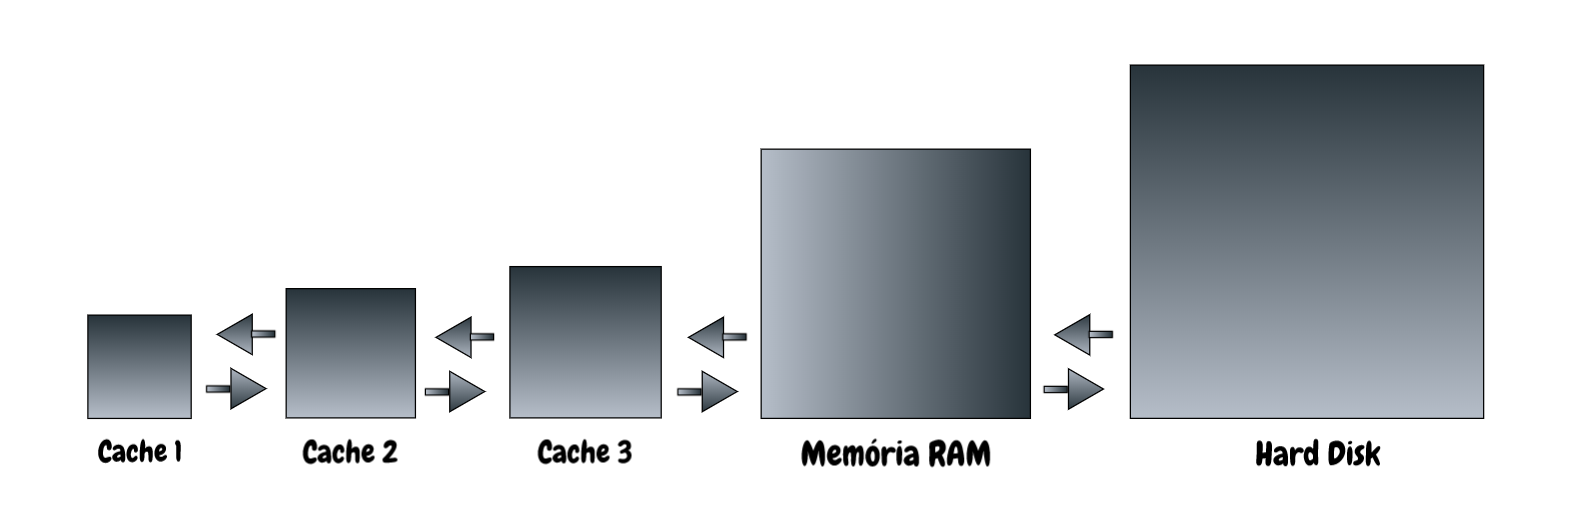 Cache 1
Cache 2
Cache 3
Memória RAM
Hard Disk